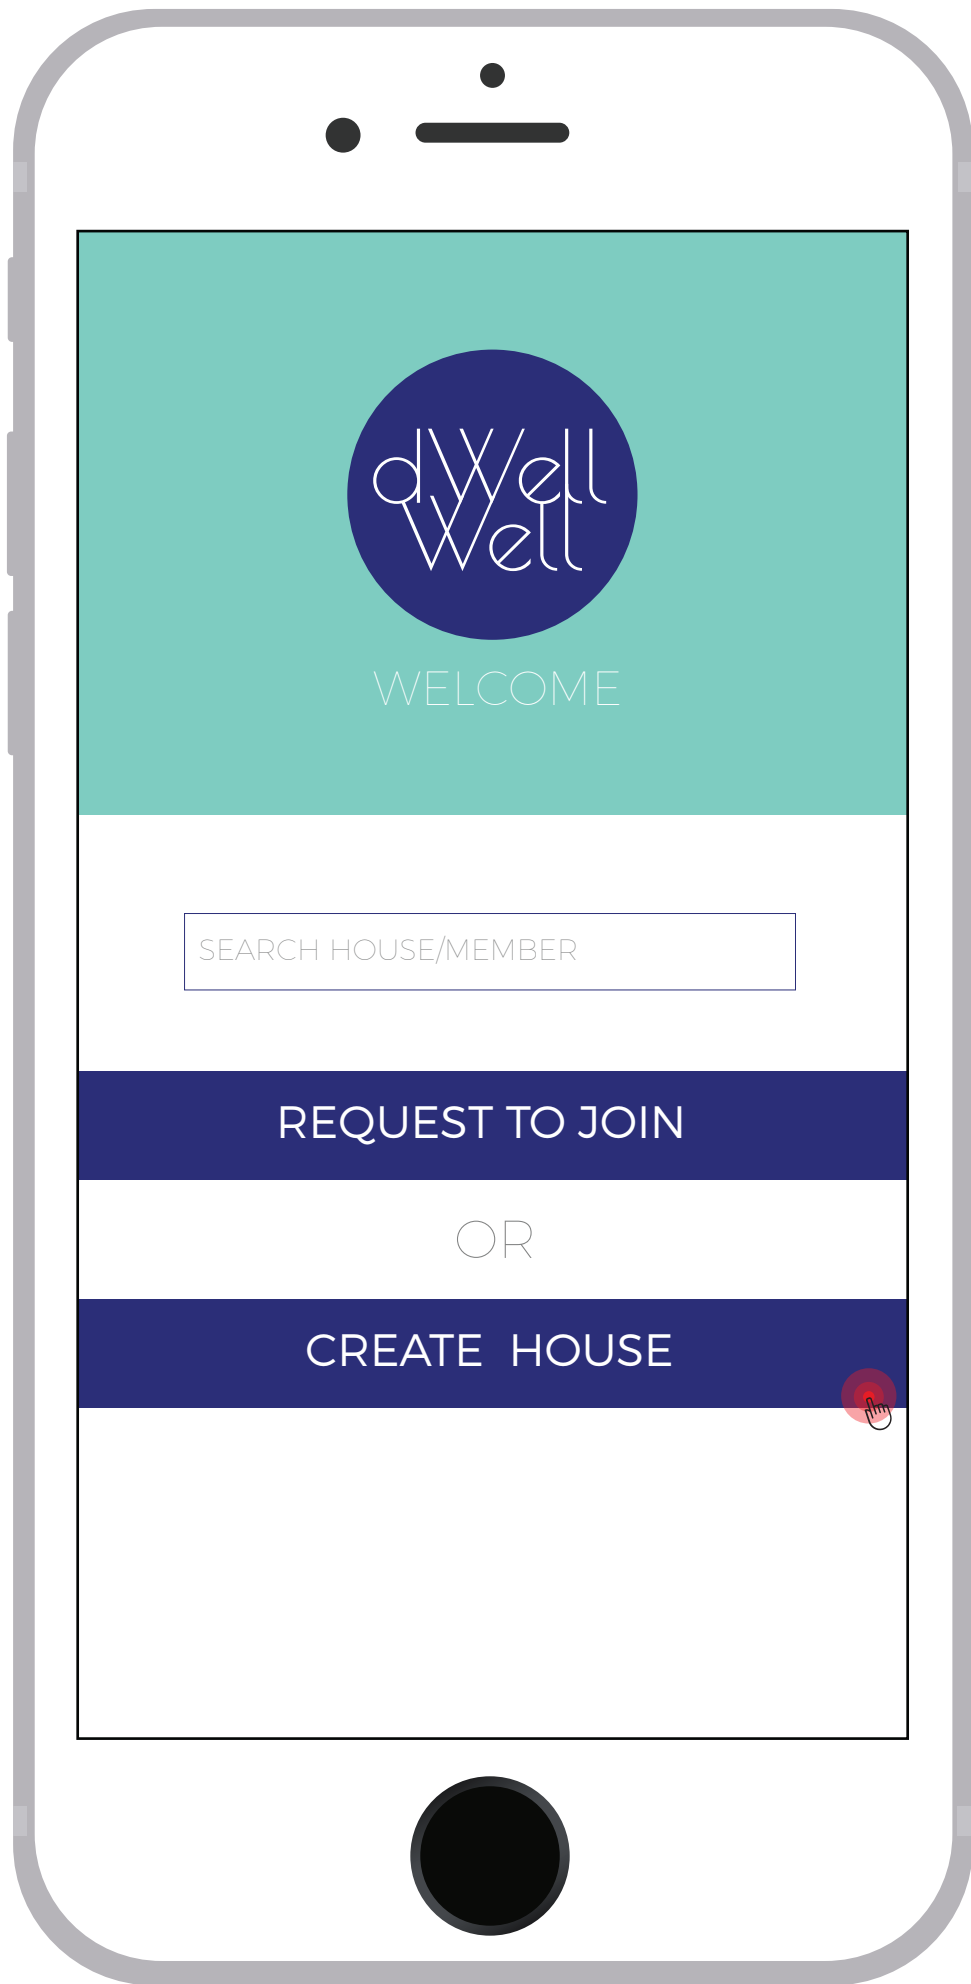 dWell
Well
WELCOME
SEARCH HOUSE/MEMBER
REQUEST TO JOIN
OR
CREATE HOUSE